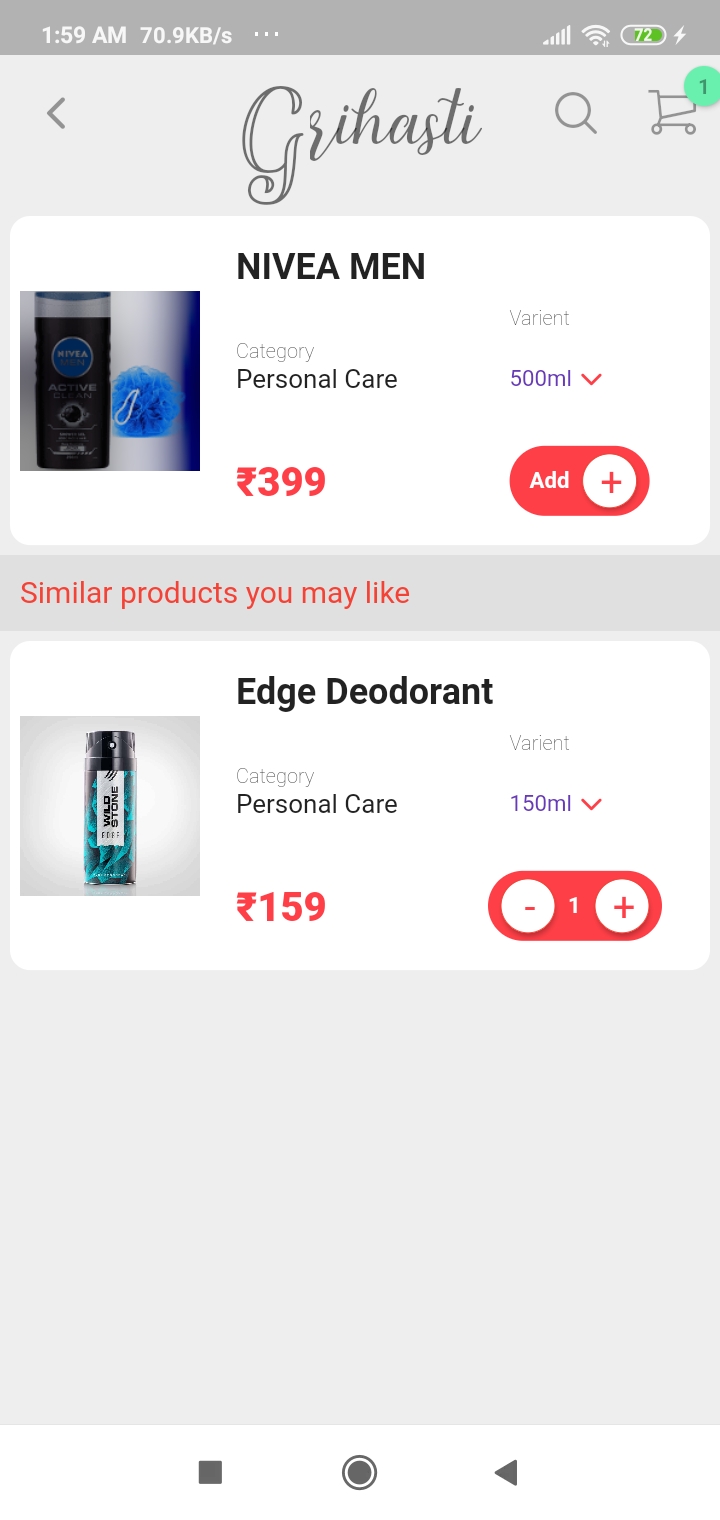 1:59 AM 70.9KB/s ...
72
1
Grihasti
NIVEA MEN
Varient
Category
Personal Care
500ml
NIVEA
MEN
ACTIVE
CLEAN
₹399
Add +
Similar products you may like
Edge Deodorant
Varient
Category
Personal Care
150ml
WILD
STONE
EDGE
₹159
- 1 +